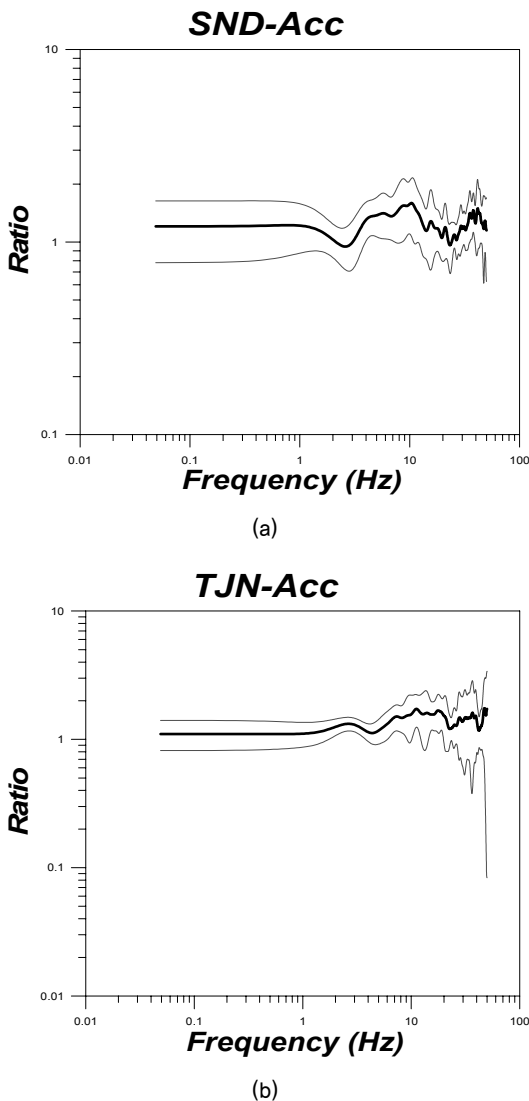 SND-Acc
10
1
0.1
Ratio
0.01 0.1 1 10 100
Frequency (Hz)
(a)
TJN-Acc
10
1
0.1
0.01
Ratio
0.01 0.1 1 10 100
Frequency (Hz)
(b)